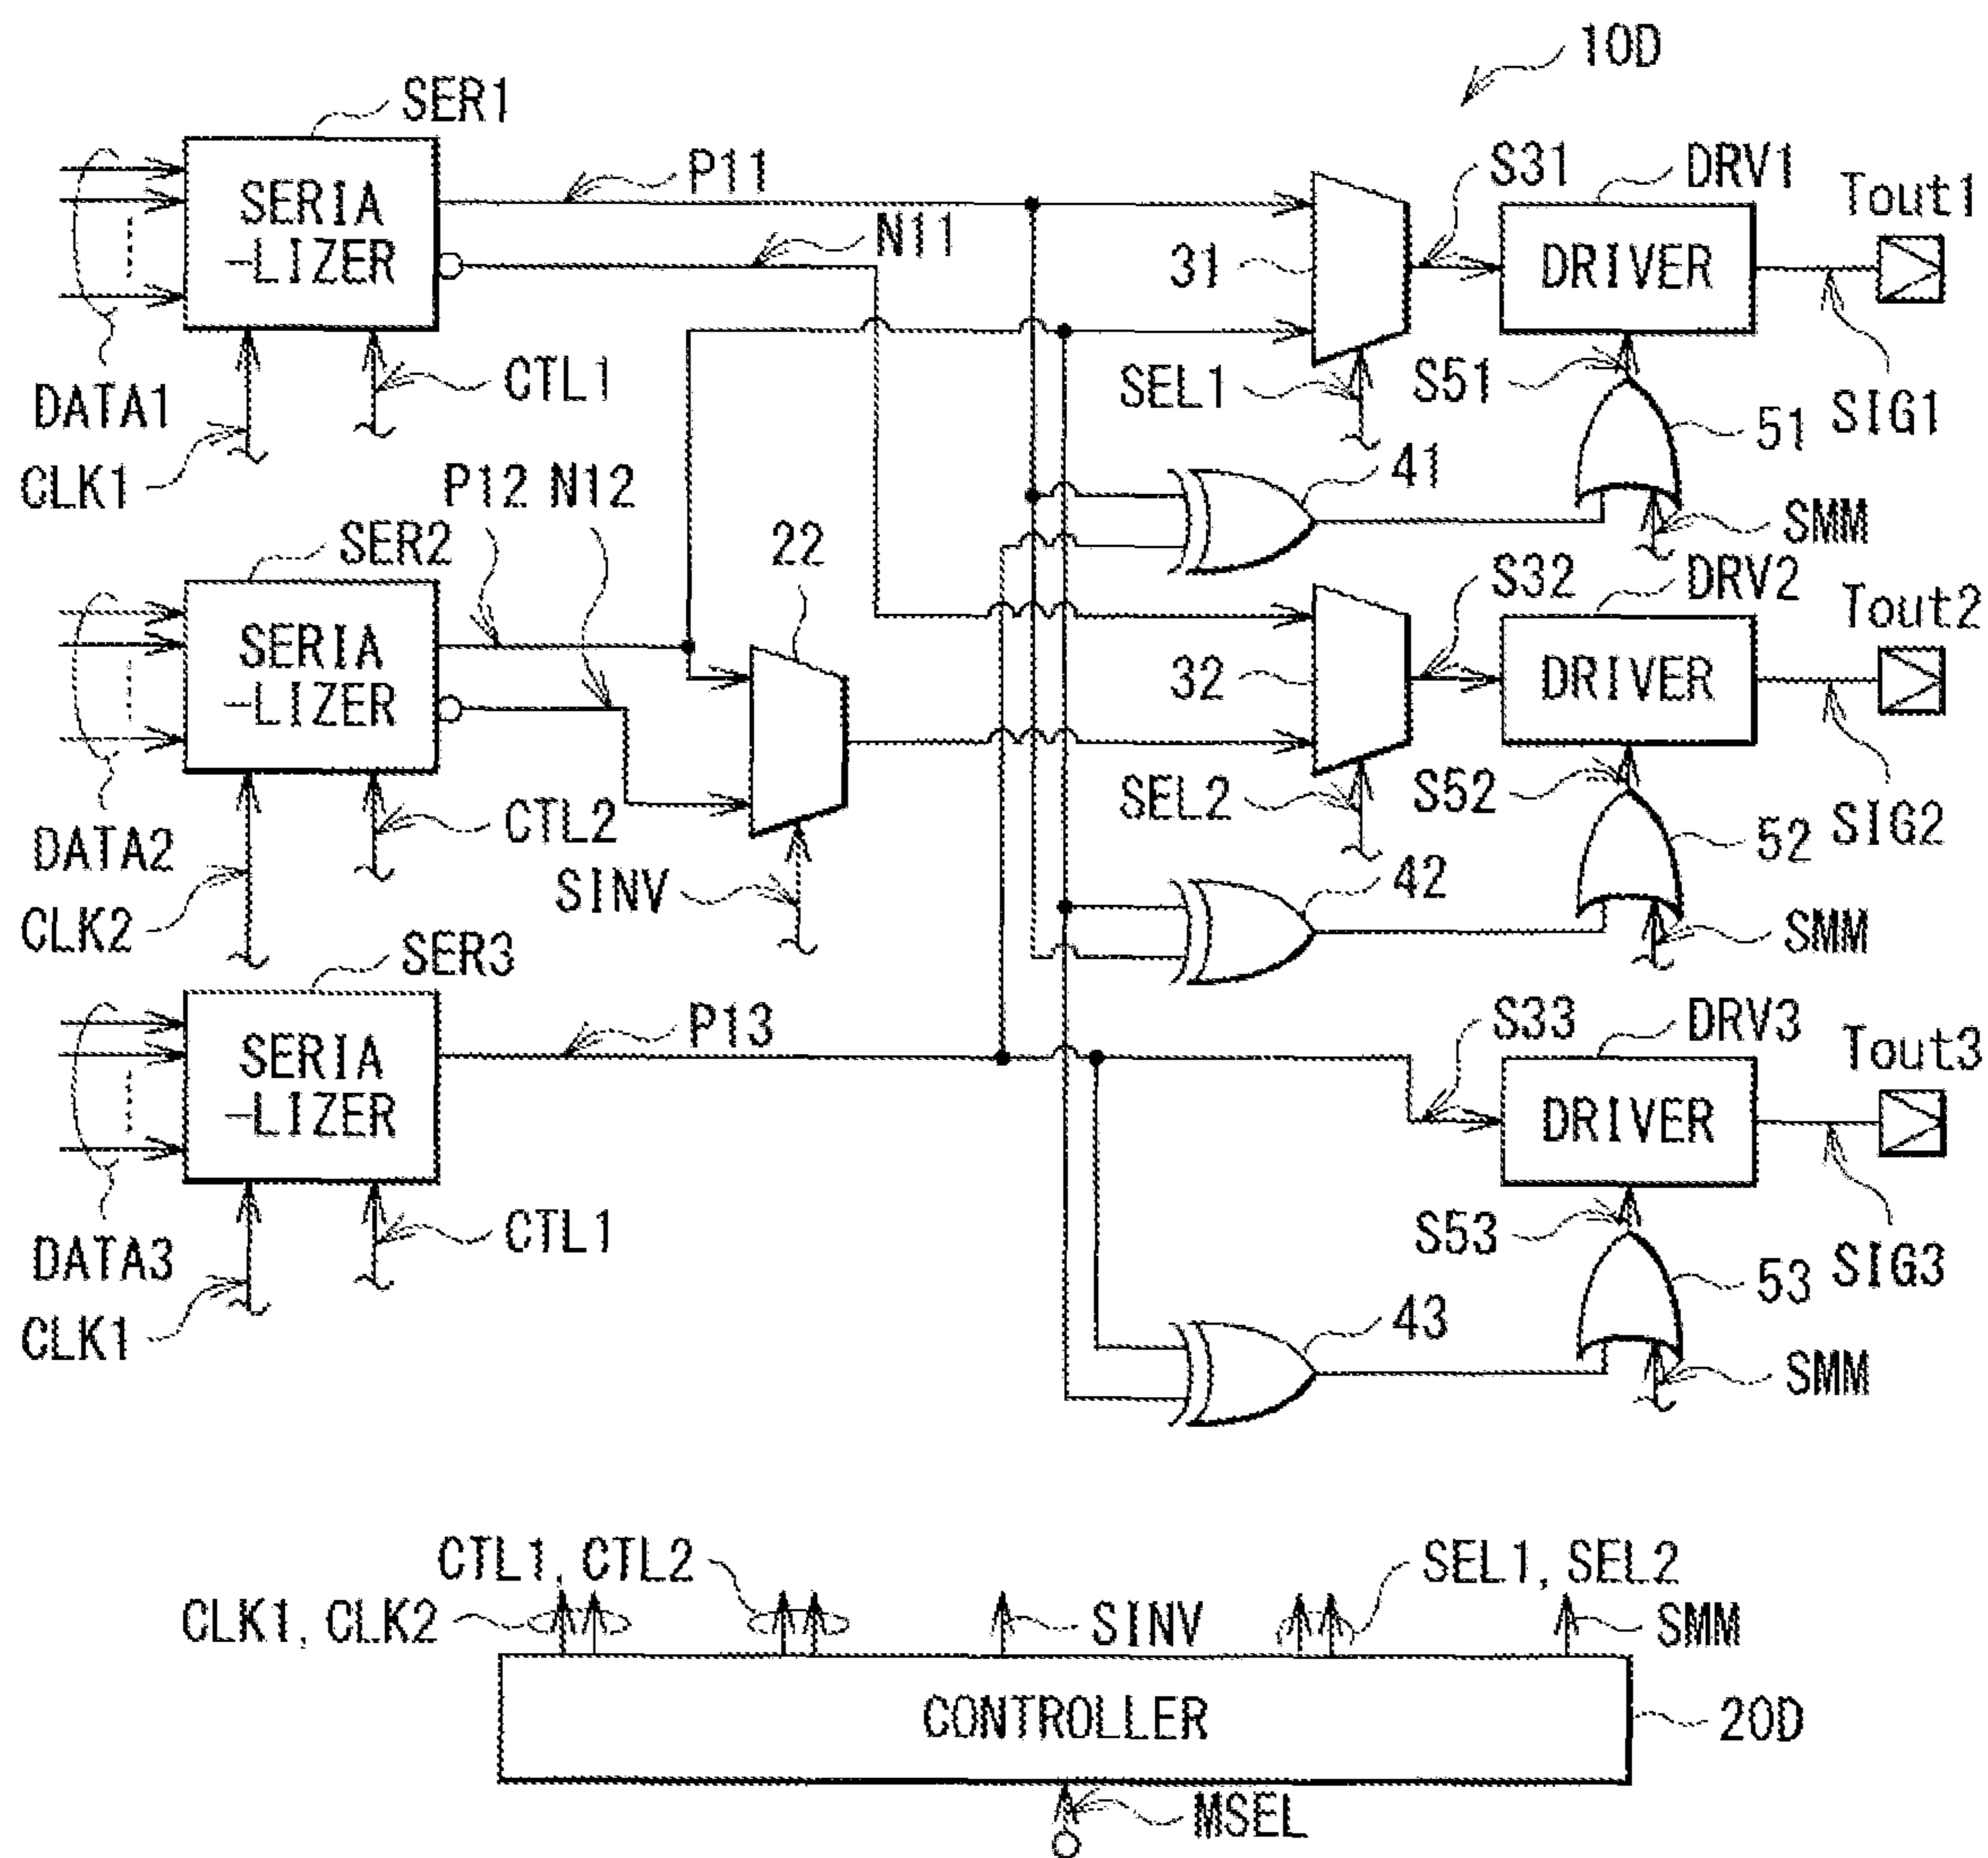 10D
SER1
SERIA
-LIZER
DATA1
CLK1
CTL1
P11
N11
31
SEL1
S31
DRV1
DRIVER
Tout1
SIG1
S51
51
SMM
41
SER2
SERIA
-LIZER
DATA2
CLK2
CTL2
P12 N12
22
SINV
32
SEL2
S32
DRV2
DRIVER
Tout2
SIG2
S52
52
SMM
42
SER3
SERIA
-LIZER
DATA3
CLK1
CTL1
P13
S33
DRV3
DRIVER
Tout3
SIG3
S53
53
SMM
43
CLK1, CLK2
CTL1, CTL2
SINV
SEL1, SEL2
SMM
CONTROLLER
20D
MSEL